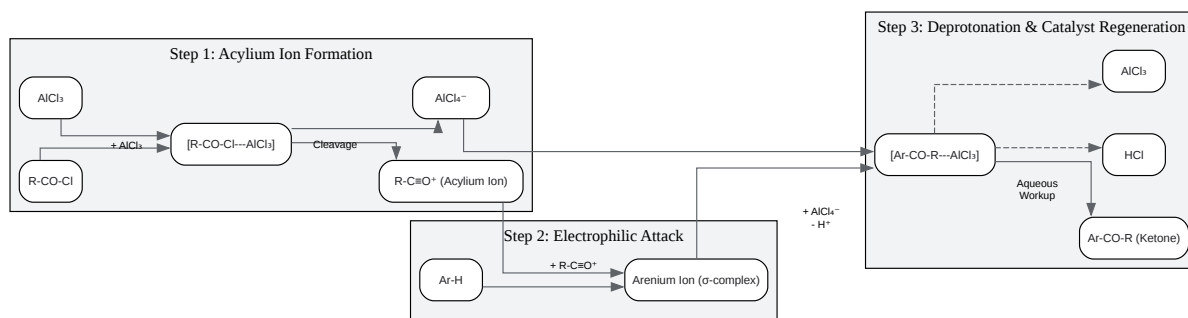 Step 1: Acylium Ion Formation
AlCl₃
AlCl₄⁻
+ AlCl₃
[R-CO-Cl---AlCl₃]
Cleavage
R-CO-Cl
R-C≡O⁺ (Acylium Ion)
Step 2: Electrophilic Attack
+ R-C≡O⁺
Ar-H
Arenium Ion (σ-complex)
+ AlCl₄⁻
- H⁺
Step 3: Deprotonation & Catalyst Regeneration
AlCl₃
[Ar-CO-R---AlCl₃]
HCl
Aqueous
Workup
Ar-CO-R (Ketone)